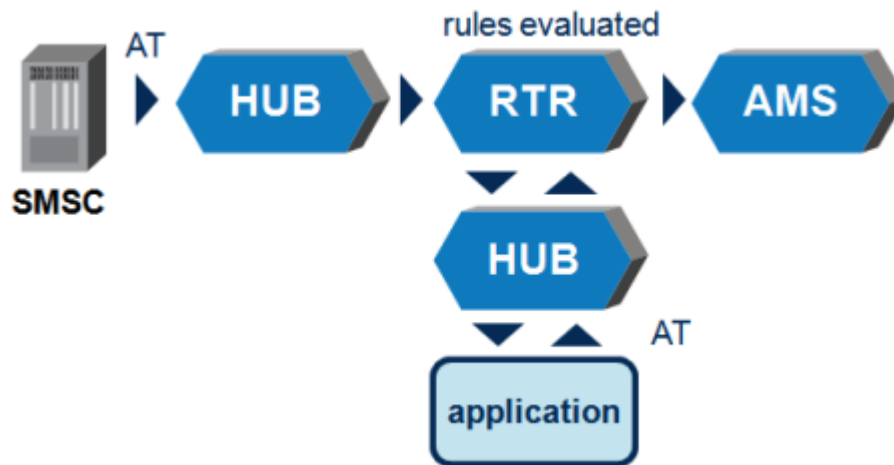 rules evaluated
AT
HUB
RTR
AMS
SMSC
HUB
AT
application